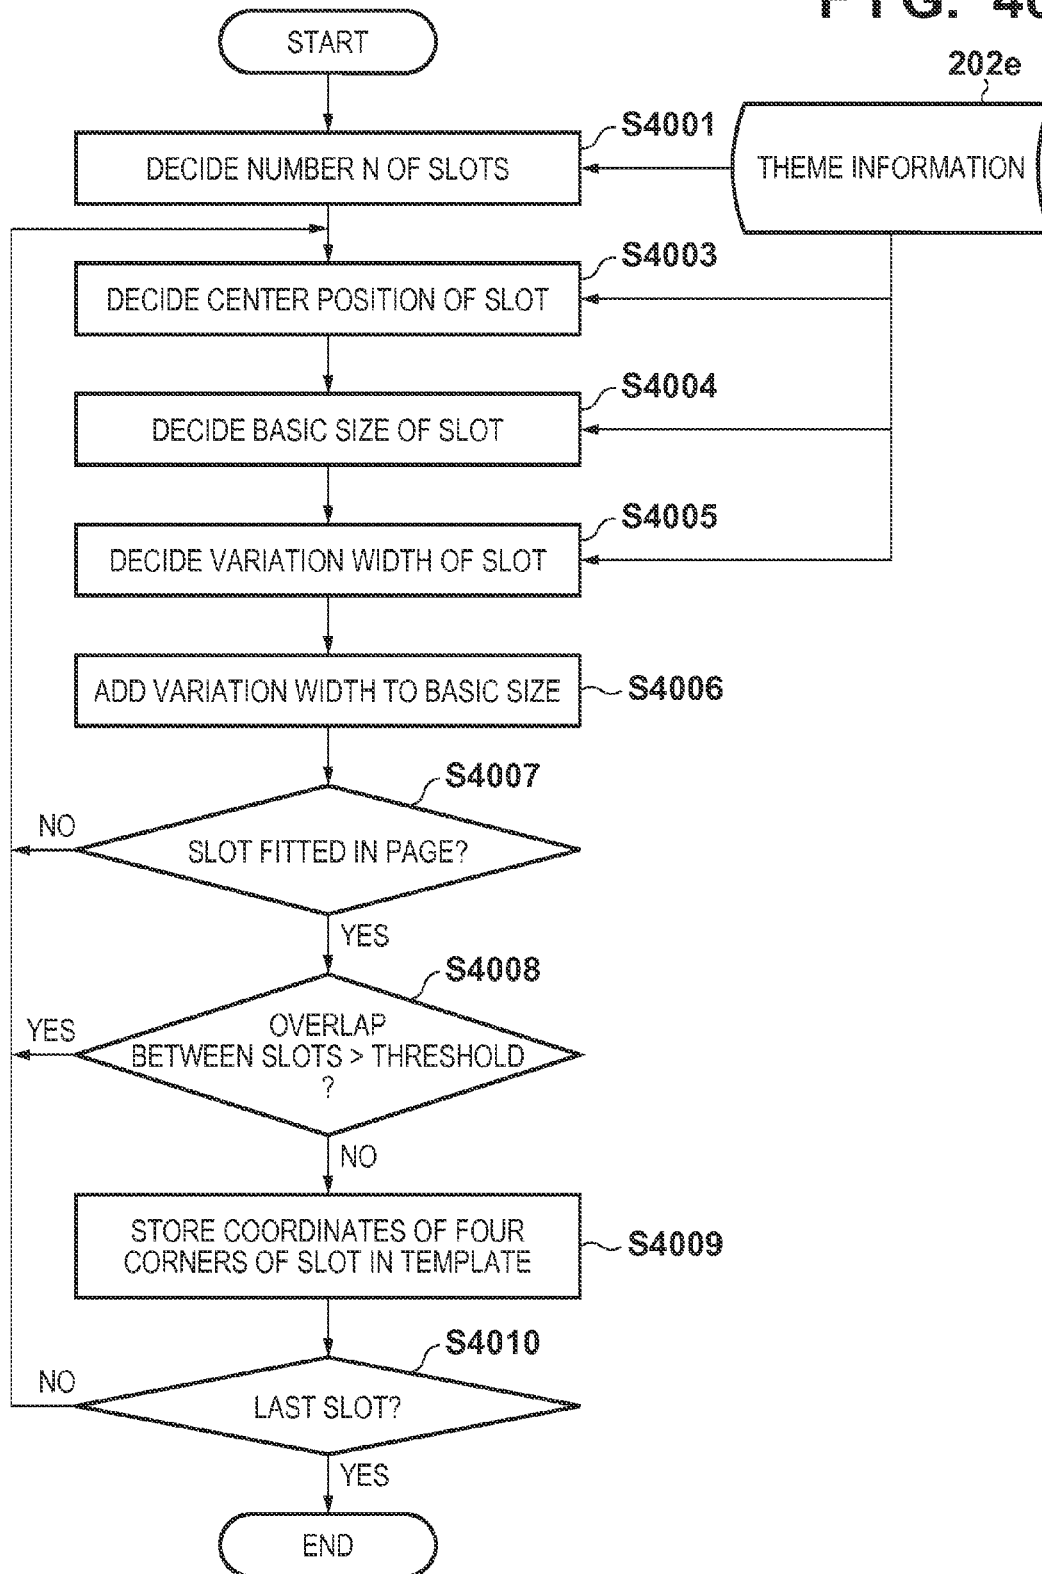 START
202e
S4001
DECIDE NUMBER N OF SLOTS
THEME INFORMATION
S4003
DECIDE CENTER POSITION OF SLOT
S4004
DECIDE BASIC SIZE OF SLOT
S4005
DECIDE VARIATION WIDTH OF SLOT
ADD VARIATION WIDTH TO BASIC SIZE
S4006
S4007
NO
SLOT FITTED IN PAGE?
YES
S4008
YES
OVERLAP
BETWEEN SLOTS > THRESHOLD
?
NO
STORE COORDINATES OF FOUR
CORNERS OF SLOT IN TEMPLATE
S4009
S4010
NO
LAST SLOT?
YES
END